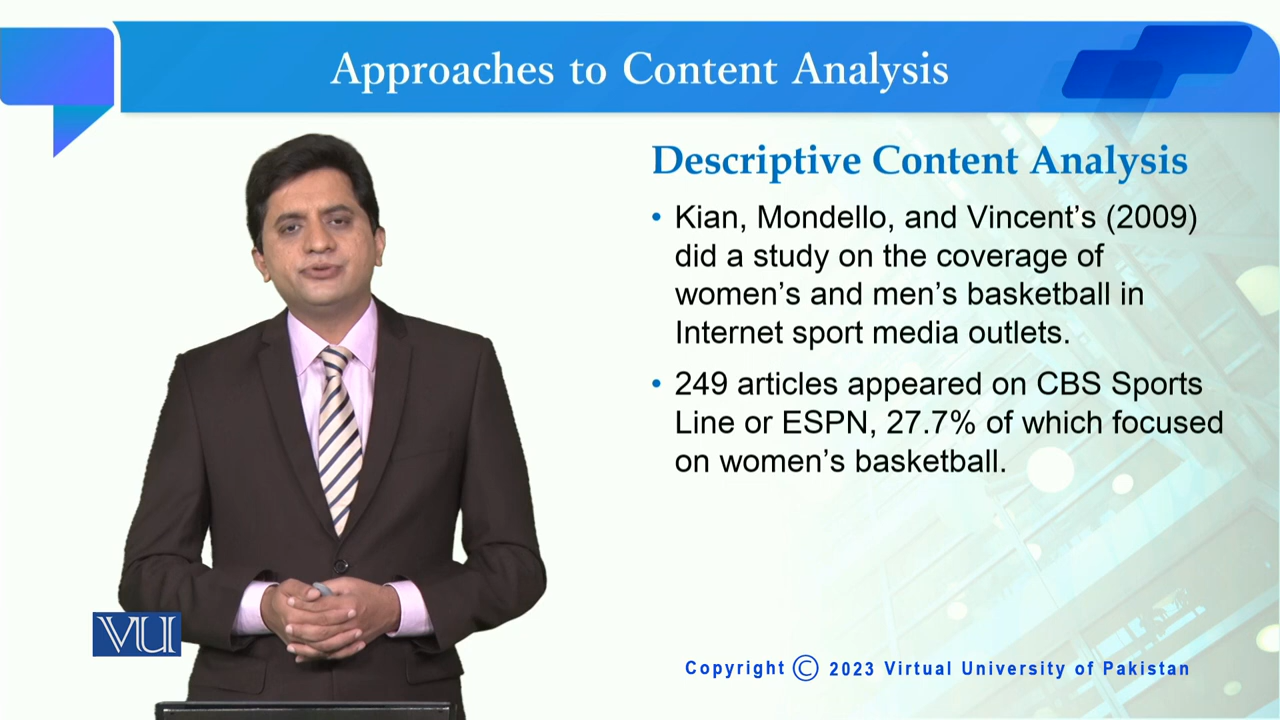 Approaches to Content Analysis
Descriptive Content Analysis
• Kian, Mondello, and Vincent’s (2009)
did a study on the coverage of
women’s and men’s basketball in
Internet sport media outlets.
• 249 articles appeared on CBS Sports
Line or ESPN, 27.7% of which focused
on women’s basketball.
VU
Copyright © 2023 Virtual University of Pakistan